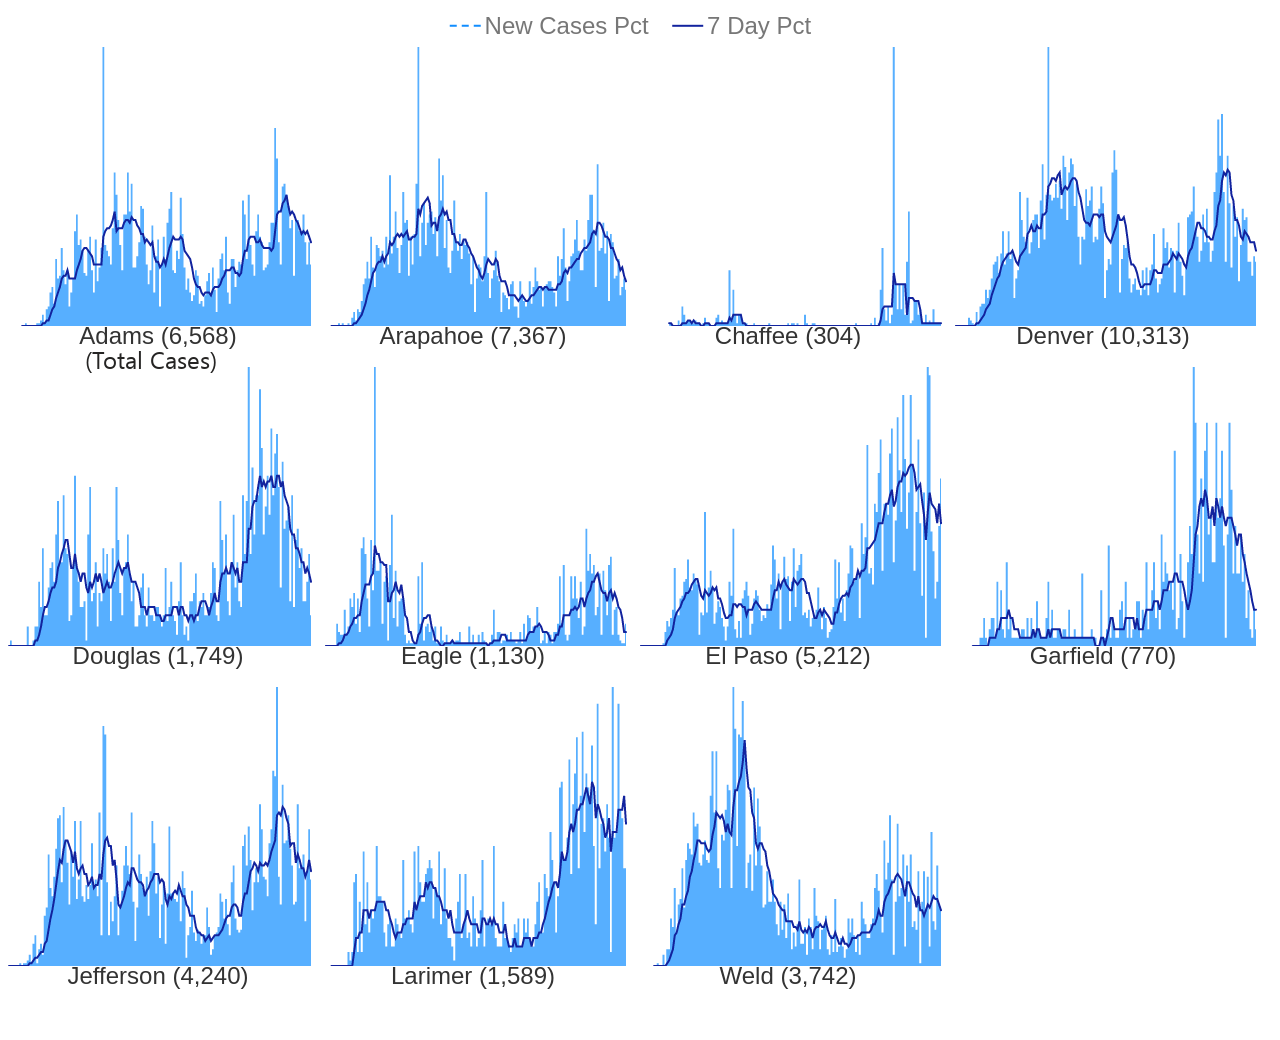 New Cases Pct 7 Day Pct
Adams (6,568) Arapahoe (7,367) Chaffee (304) Denver (10,313)
(Total Cases)
Douglas (1,749) Eagle (1,130) El Paso (5,212) Garfield (770)
Jefferson (4,240) Larimer (1,589) Weld (3,742)